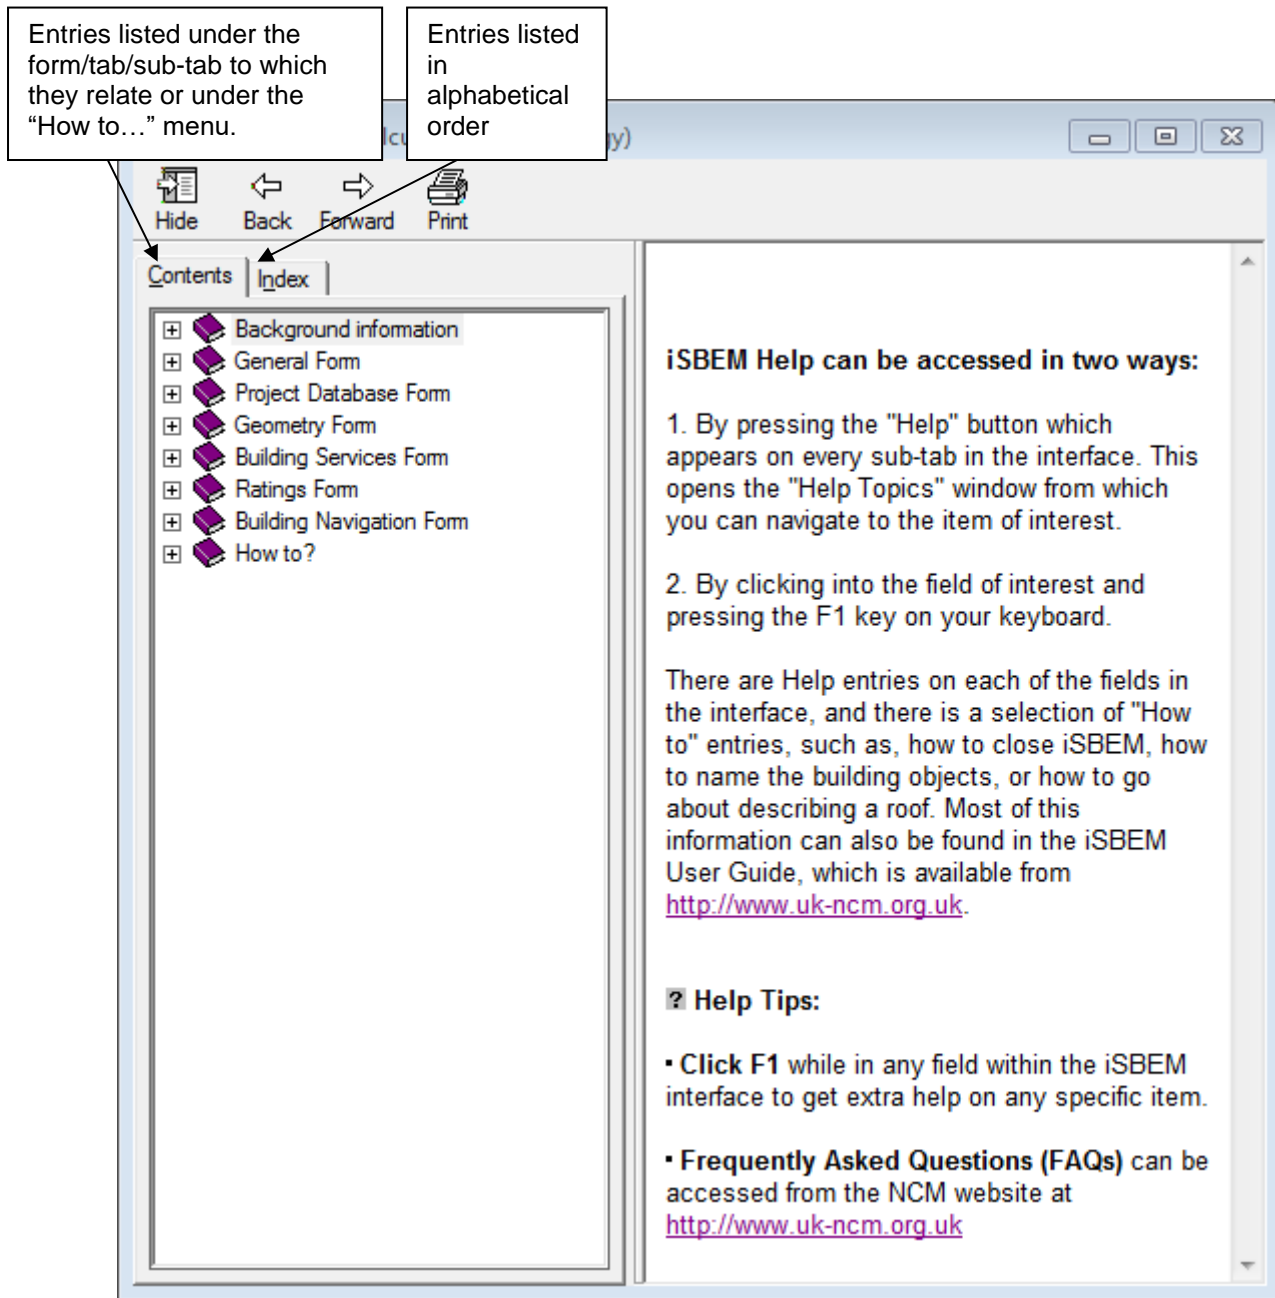 Entries listed under the
form/tab/sub-tab to which
they relate or under the
“How to…” menu.
Entries listed
in
alphabetical
order
Hide Back Forward Print
Contents Index
Background information
General Form
Project Database Form
Geometry Form
Building Services Form
Ratings Form
Building Navigation Form
How to?
iSBEM Help can be accessed in two ways:
1. By pressing the "Help" button which
appears on every sub-tab in the interface. This
opens the "Help Topics" window from which
you can navigate to the item of interest.
2. By clicking into the field of interest and
pressing the F1 key on your keyboard.
There are Help entries on each of the fields in
the interface, and there is a selection of "How
to" entries, such as, how to close iSBEM, how
to name the building objects, or how to go
about describing a roof. Most of this
information can also be found in the iSBEM
User Guide, which is available from
http://www.uk-ncm.org.uk.
? Help Tips:
▪ Click F1 while in any field within the iSBEM
interface to get extra help on any specific item.
▪ Frequently Asked Questions (FAQs) can be
accessed from the NCM website at
http://www.uk-ncm.org.uk